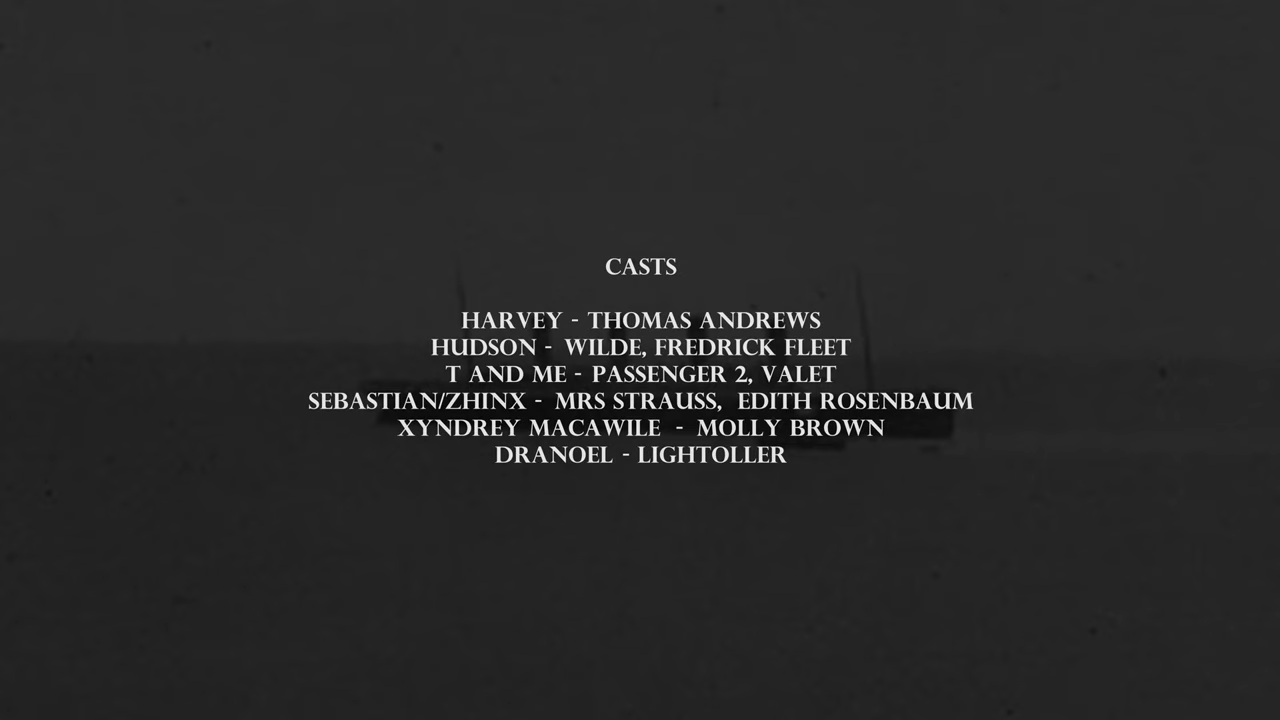 CASTS
HARVEY - THOMAS ANDREWS
HUDSON - WILDE, FREDRICK FLEET
T AND ME - PASSENGER 2, VALET
SEBASTIAN/ZHINX - MRS STRAUSS, EDITH ROSENBAUM
XYNDREY MACAWILE - MOLLY BROWN
DRANOEL - LIGHTOLLER